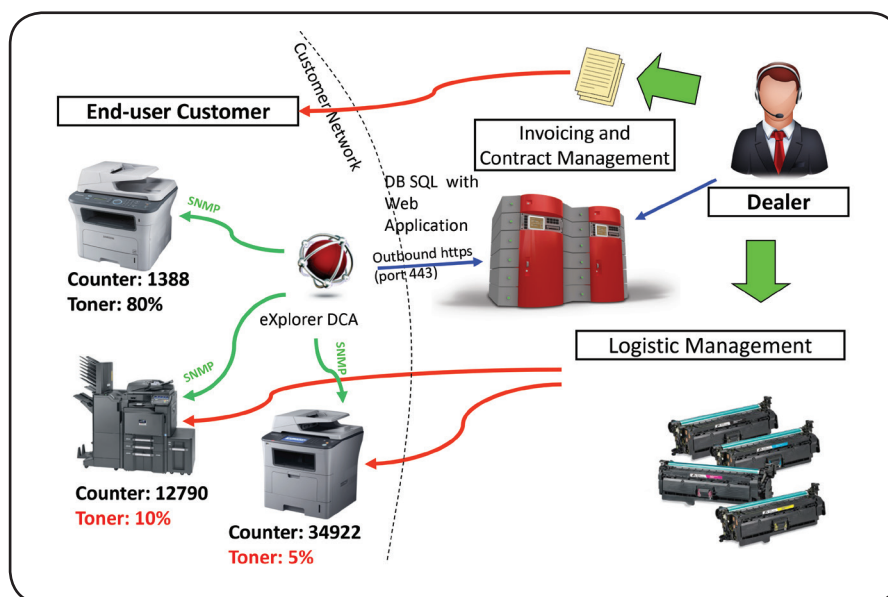 Customer Network
End-user Customer
Invoicing and
Contract Management
Dealer
SNMP
DB SQL with
Web
Application
Outbound https
(port 443)
Counter: 1388
Toner: 80%
eXplorer DCA
SNMP
SNMP
Logistic Management
Counter: 12790
Toner: 10%
Counter: 34922
Toner: 5%